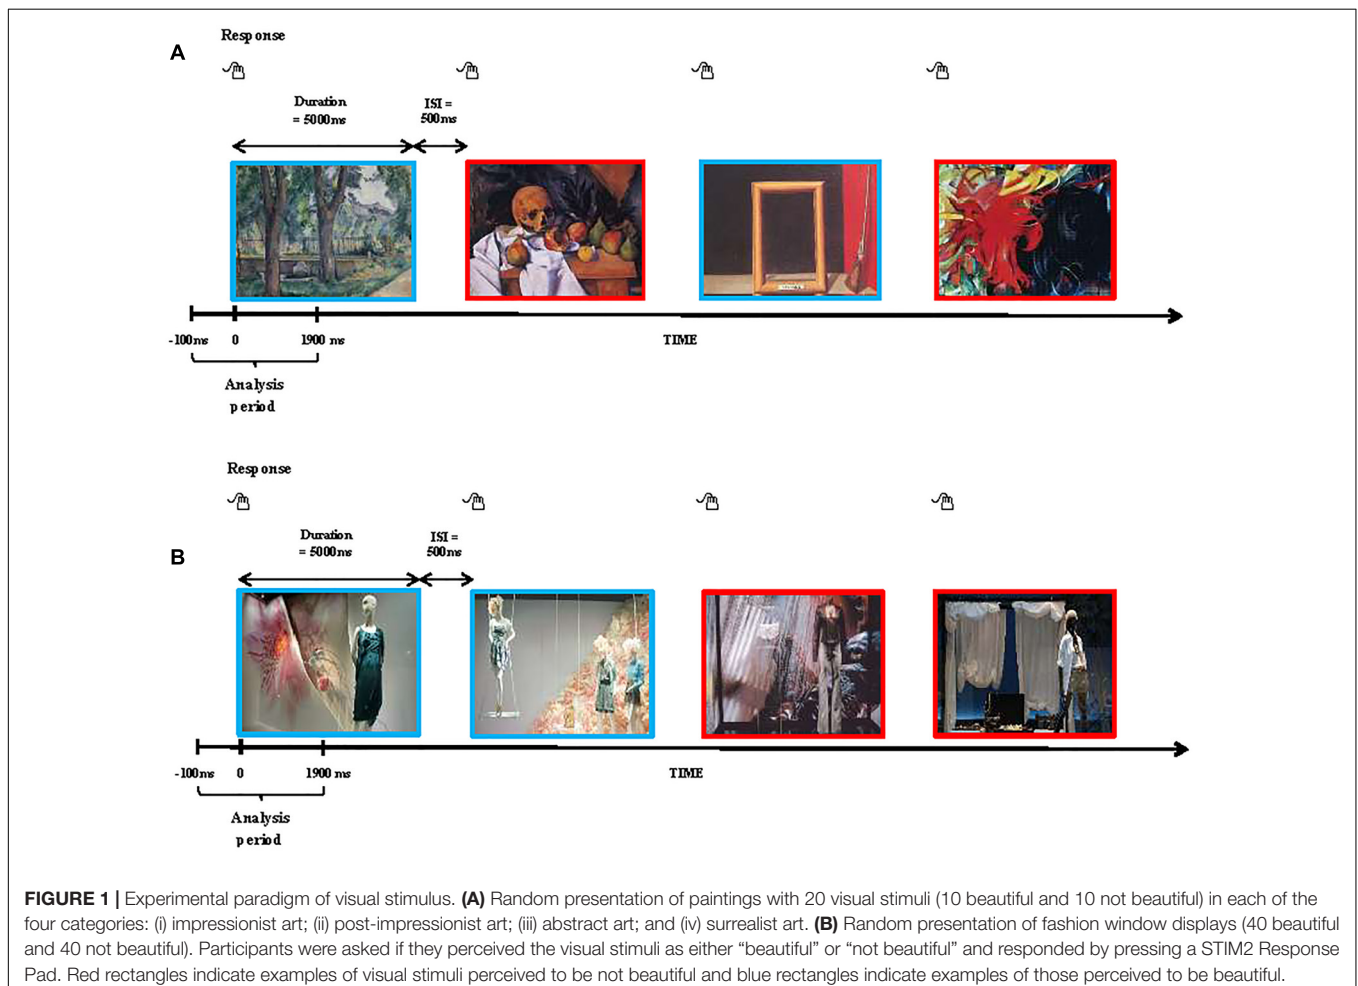 A
Response
Duration
= 5000ms
ISI =
500ms
-100ms 0 1900 ms TIME
Analysis
period
Response
B
Duration
= 5000ms
ISI =
500ms
-100ms 0 1900 ms TIME
Analysis
period
FIGURE 1 | Experimental paradigm of visual stimulus. (A) Random presentation of paintings with 20 visual stimuli (10 beautiful and 10 not beautiful) in each of the
four categories: (i) impressionist art; (ii) post-impressionist art; (iii) abstract art; and (iv) surrealist art. (B) Random presentation of fashion window displays (40 beautiful
and 40 not beautiful). Participants were asked if they perceived the visual stimuli as either “beautiful” or “not beautiful” and responded by pressing a STIM2 Response
Pad. Red rectangles indicate examples of visual stimuli perceived to be not beautiful and blue rectangles indicate examples of those perceived to be beautiful.